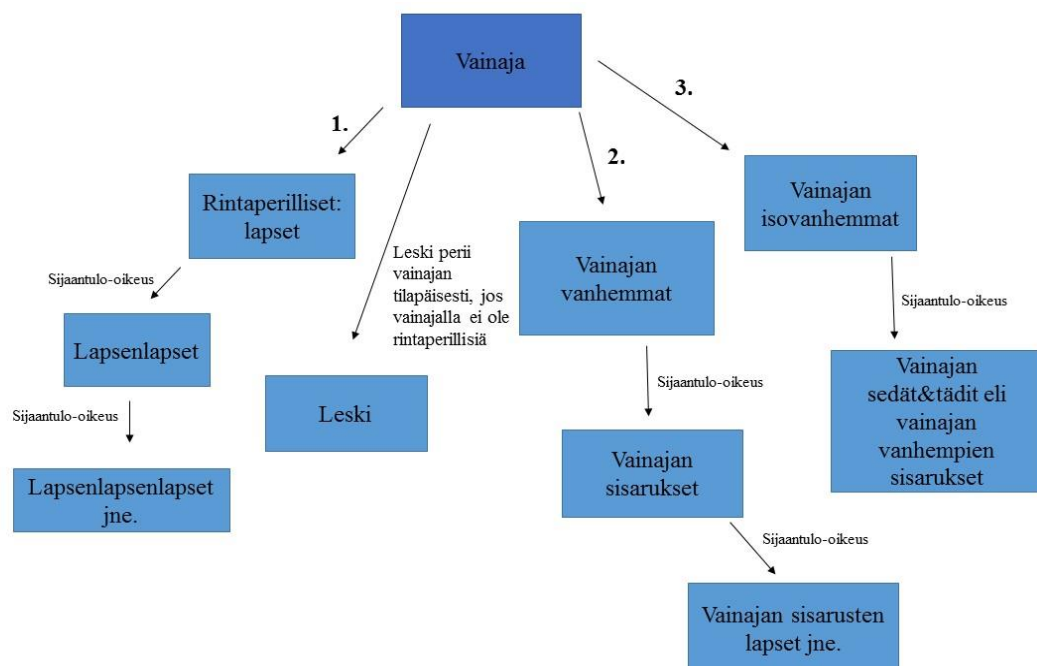 Vainaja
1.
3.
2.
Rintaperilliset:
lapset
Vainajan
isovanhemmat
Leski perii
vainajan
tilapäisesti, jos
vainajalla ei ole
rintaperillisiä
Vainajan
vanhemmat
Sijaantulo-oikeus
Sijaantulo-oikeus
Lapsenlapset
Leski
Vainajan
sedät&tädit eli
vainajan
vanhempien
sisarukset
Sijaantulo-oikeus
Sijaantulo-oikeus
Vainajan
sisarukset
Lapsenlapsenlapset
jne.
Sijaantulo-oikeus
Vainajan sisarusten
lapset jne.